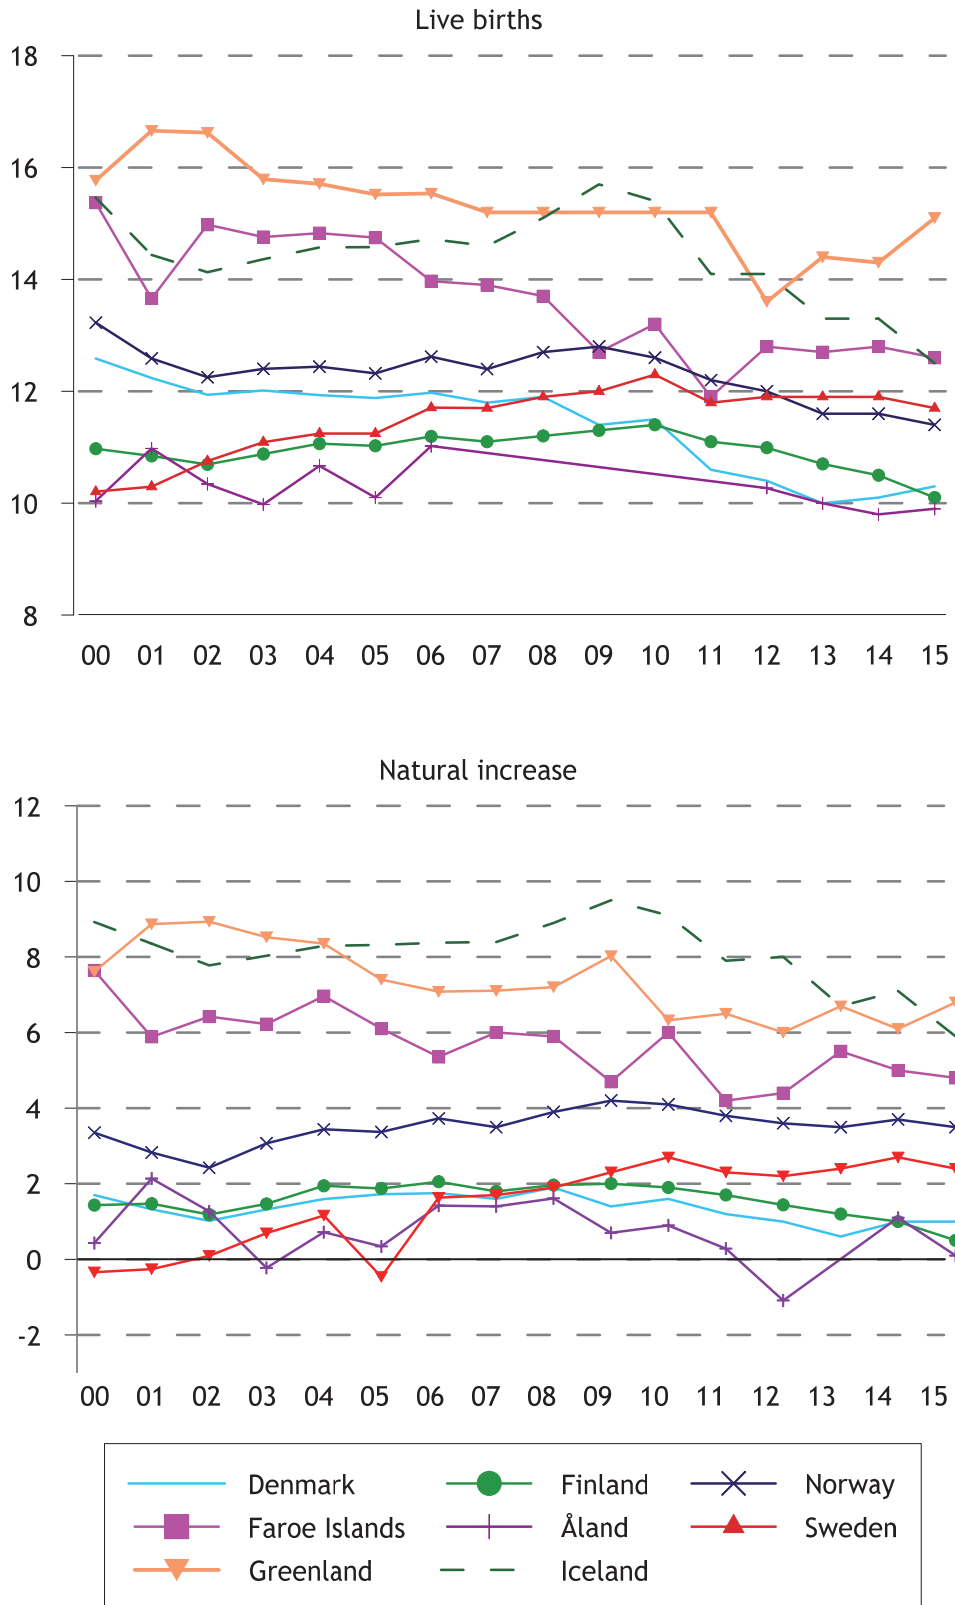 Live births
18
16
14
12
10
8
00 01 02 03 04 05 06 07 08 09 10 11 12 13 14 15
Natural increase
12
10
8
6
4
2
0
-2
00 01 02 03 04 05 06 07 08 09 10 11 12 13 14 15
Denmark Finland Norway
Faroe Islands Åland Sweden
Greenland Iceland